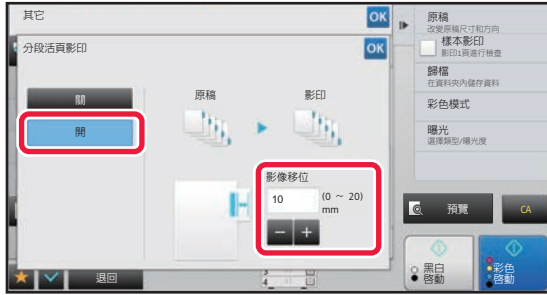 其它
OK
分段活頁影印
OK
關
開
原稿
影印
影像移位
10
(0 ～ 20)
mm
退回
原稿
改變原稿尺寸和方向
樣本影印
影印1頁進行檢查
歸檔
在資料夾內儲存資料
彩色模式
曝光
選擇類型/曝光度
預覽
CA
黑白
啓動
彩色
啓動